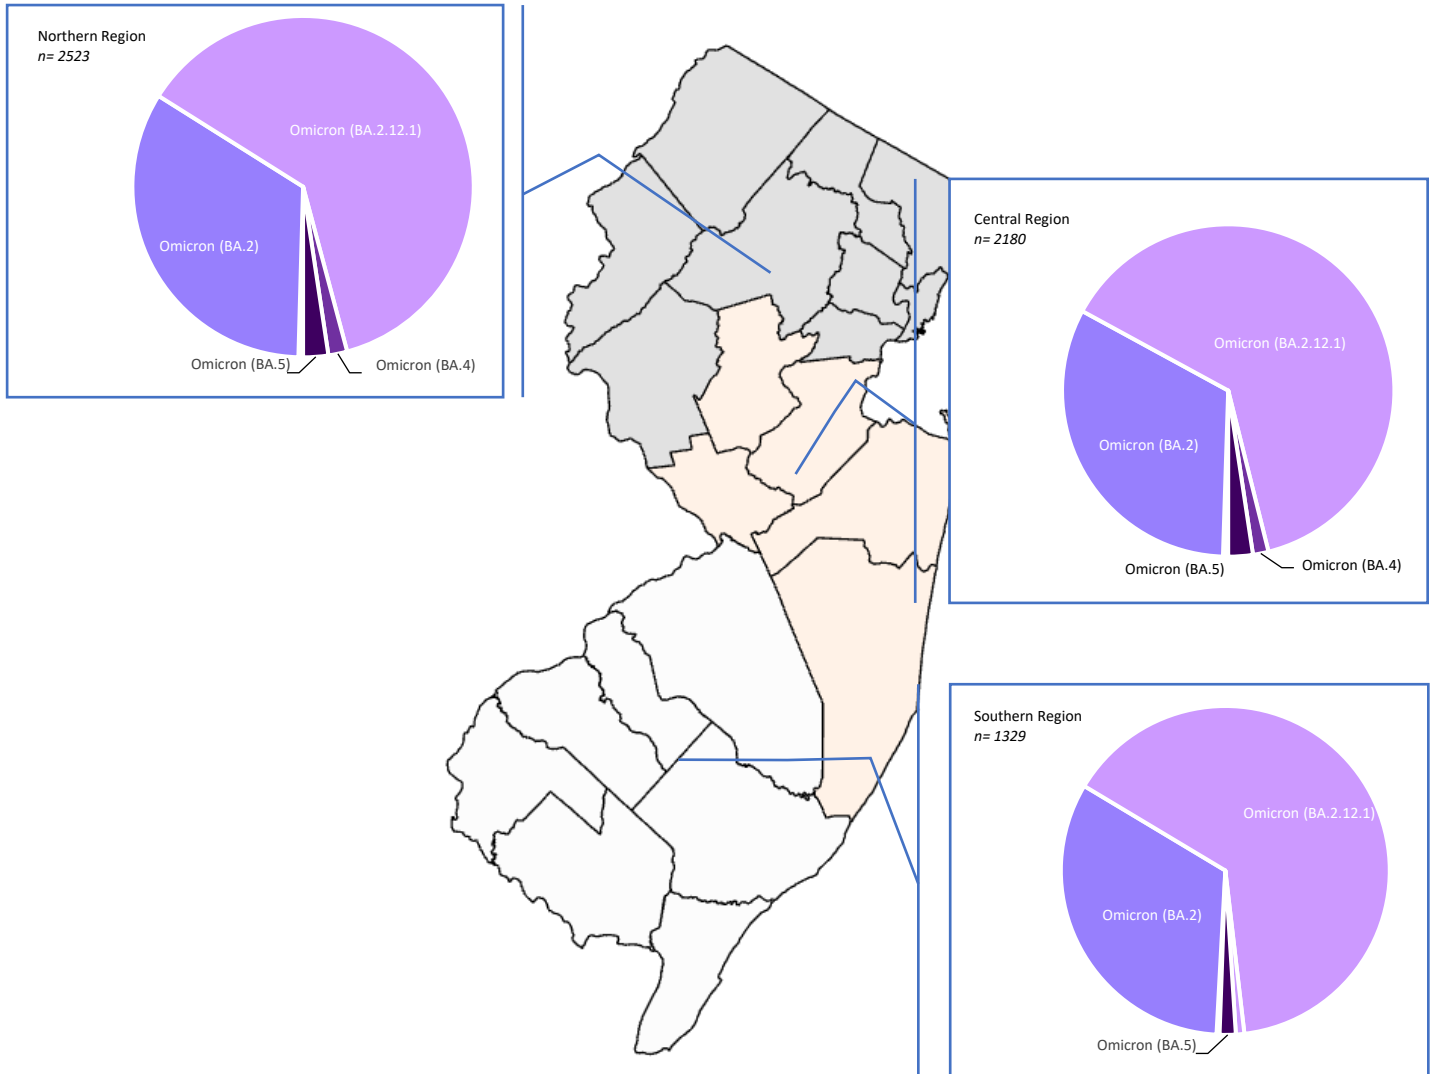 Northern Region
n= 2523
Omicron (BA.2.12.1)
Omicron (BA.2)
Omicron (BA.5)
Omicron (BA.4)
Central Region
n= 2180
Omicron (BA.2.12.1)
Omicron (BA.2)
Omicron (BA.5)
Omicron (BA.4)
Southern Region
n= 1329
Omicron (BA.2.12.1)
Omicron (BA.2)
Omicron (BA.5)